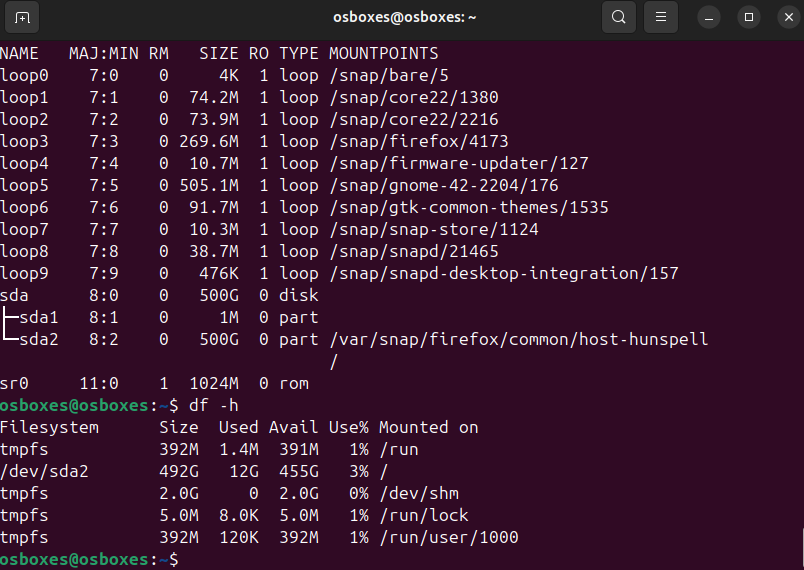 osboxes@osboxes: ~
NAME MAJ:MIN RM SIZE RO TYPE MOUNTPOINTS
loop0 7:0 0 4K 1 loop /snap/bare/5
loop1 7:1 0 74.2M 1 loop /snap/core22/1380
loop2 7:2 0 73.9M 1 loop /snap/core22/2216
loop3 7:3 0 269.6M 1 loop /snap/firefox/4173
loop4 7:4 0 10.7M 1 loop /snap/firmware-updater/127
loop5 7:5 0 505.1M 1 loop /snap/gnome-42-2204/176
loop6 7:6 0 91.7M 1 loop /snap/gtk-common-themes/1535
loop7 7:7 0 10.3M 1 loop /snap/snap-store/1124
loop8 7:8 0 38.7M 1 loop /snap/snapd/21465
loop9 7:9 0 476K 1 loop /snap/snapd-desktop-integration/157
sda 8:0 0 500G 0 disk
├─sda1 8:1 0 1M 0 part
└─sda2 8:2 0 500G 0 part /var/snap/firefox/common/host-hunspell
/
sr0 11:0 1 1024M 0 rom
osboxes@osboxes:~$ df -h
Filesystem Size Used Avail Use% Mounted on
tmpfs 392M 1.4M 391M 1% /run
/dev/sda2 492G 12G 455G 3% /
tmpfs 2.0G 0 2.0G 0% /dev/shm
tmpfs 5.0M 8.0K 5.0M 1% /run/lock
tmpfs 392M 120K 392M 1% /run/user/1000
osboxes@osboxes:~$